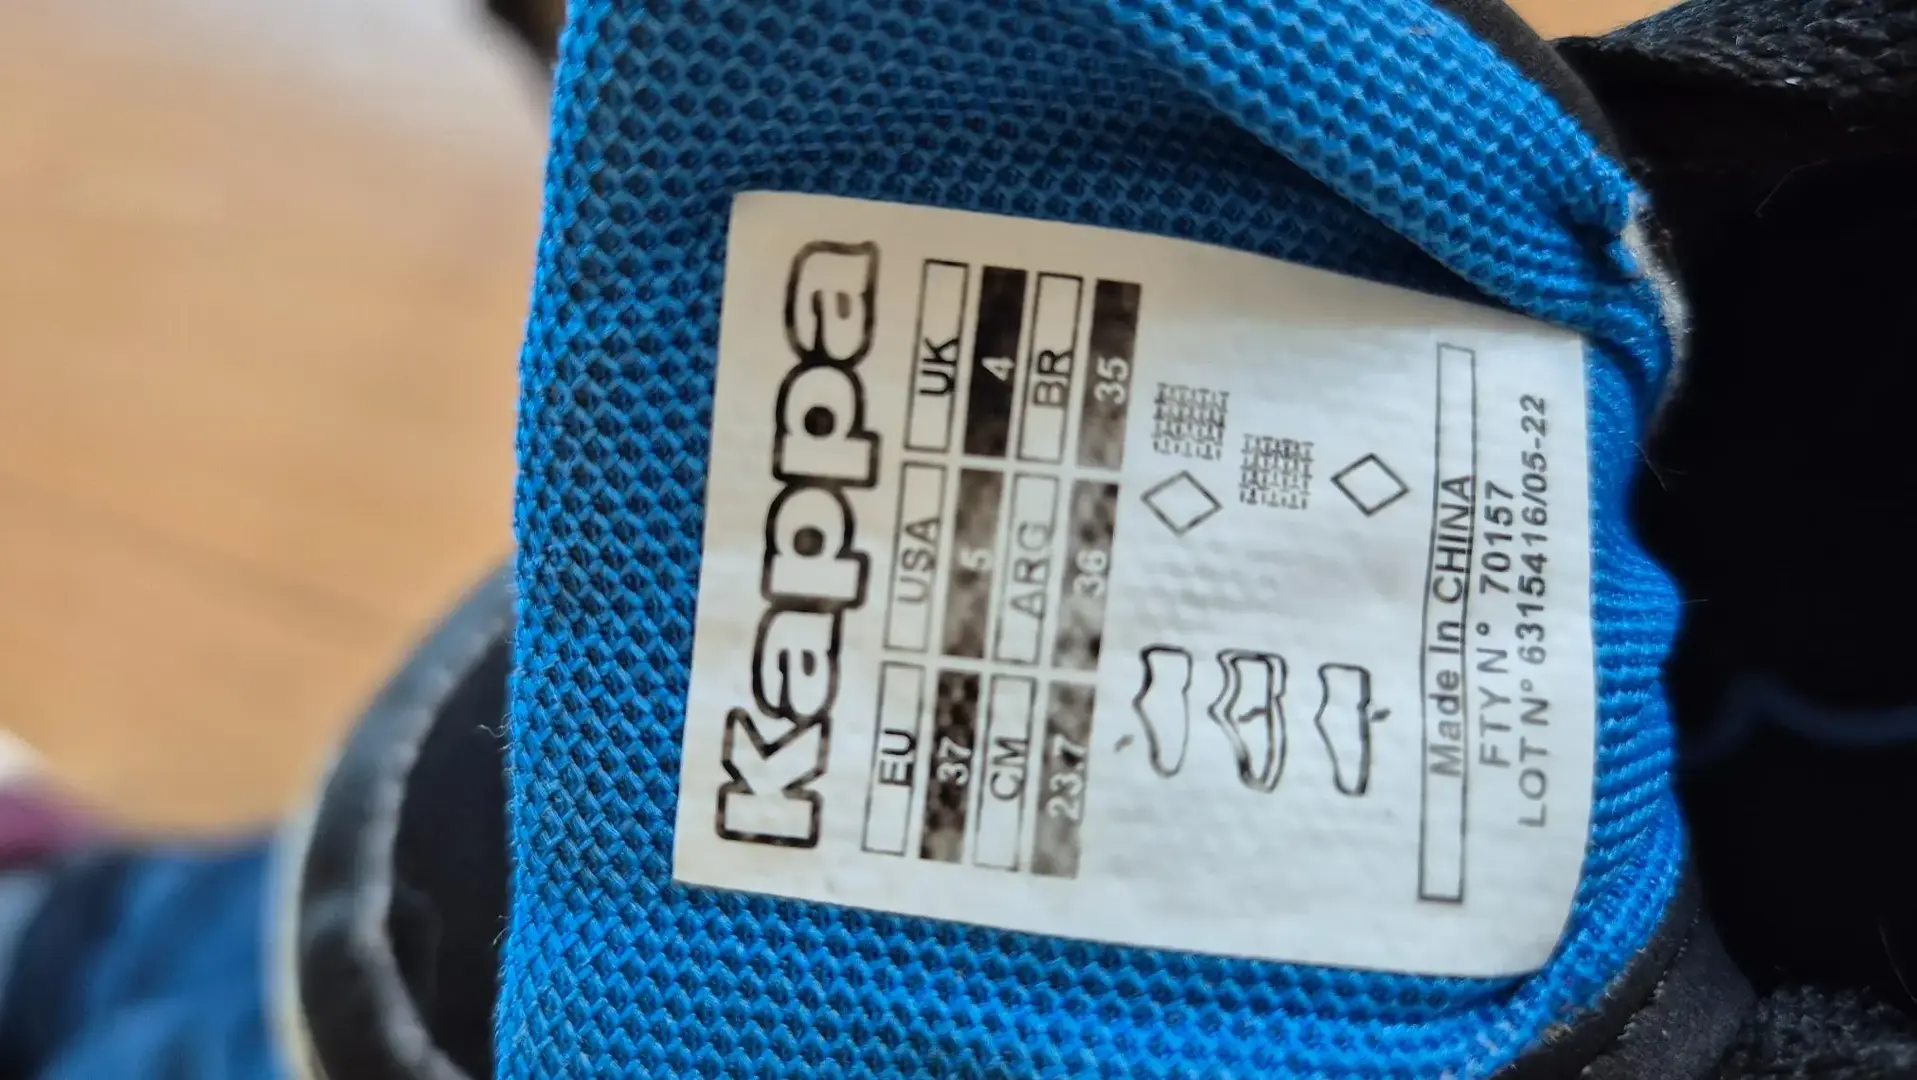 Kappa
EU USA UK
37 5 4
CM ARG BR
23.7 36 35
Made In CHINA
FTY N° 70157
LOT N° 6315416/05-22